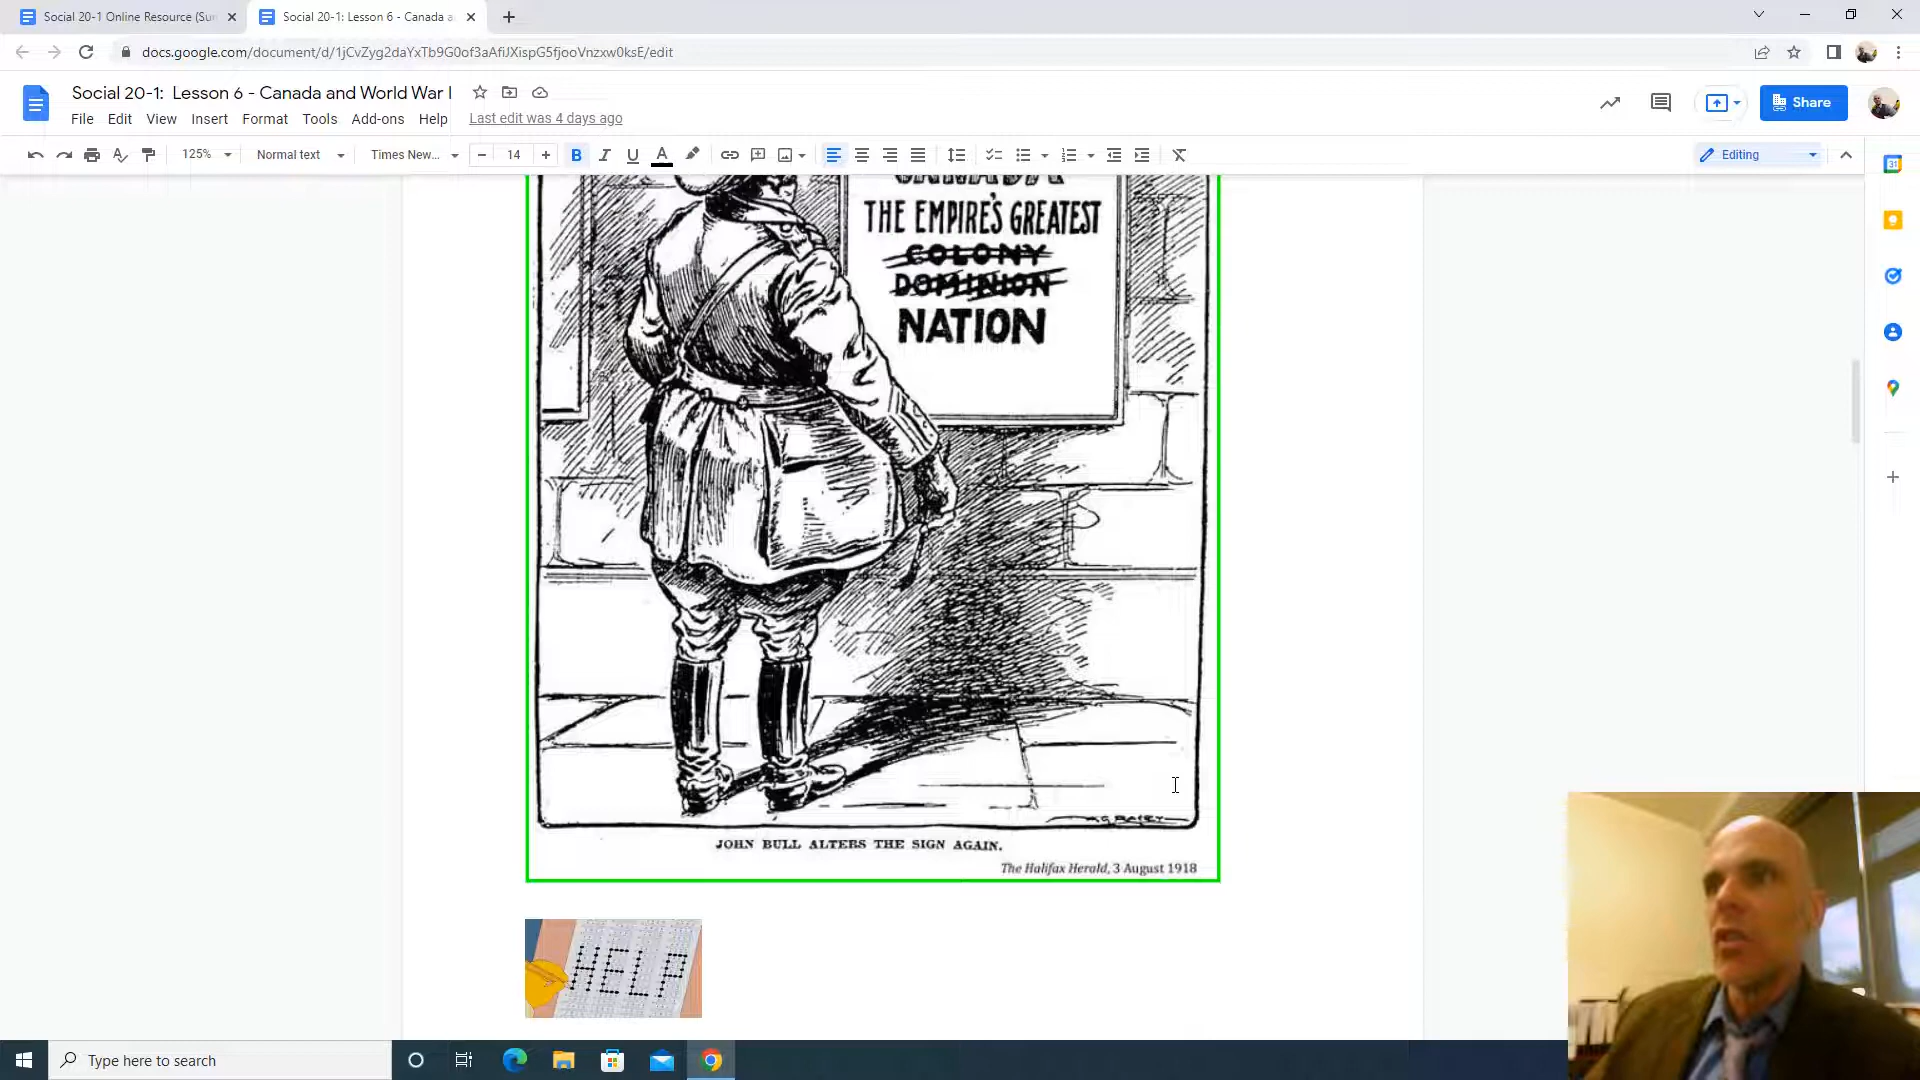 Social 20-1 Online Resource (Su
Social 20-1: Lesson 6 - Canada a
docs.google.com/document/d/1jCvZyg2daYxTb9G0of3aAfiJXispG5fjooVnzxw0ksE/edit
Social 20-1: Lesson 6 - Canada and World War I
File Edit View Insert Format Tools Add-ons Help Last edit was 4 days ago
Share
125% Normal text Times New... 14 B I U A Editing
31
CANADA
THE EMPIRE'S GREATEST
COLONY
DOMINION
NATION
JOHN BULL ALTERS THE SIGN AGAIN.
The Halifax Herald, 3 August 1918
HELP
Type here to search